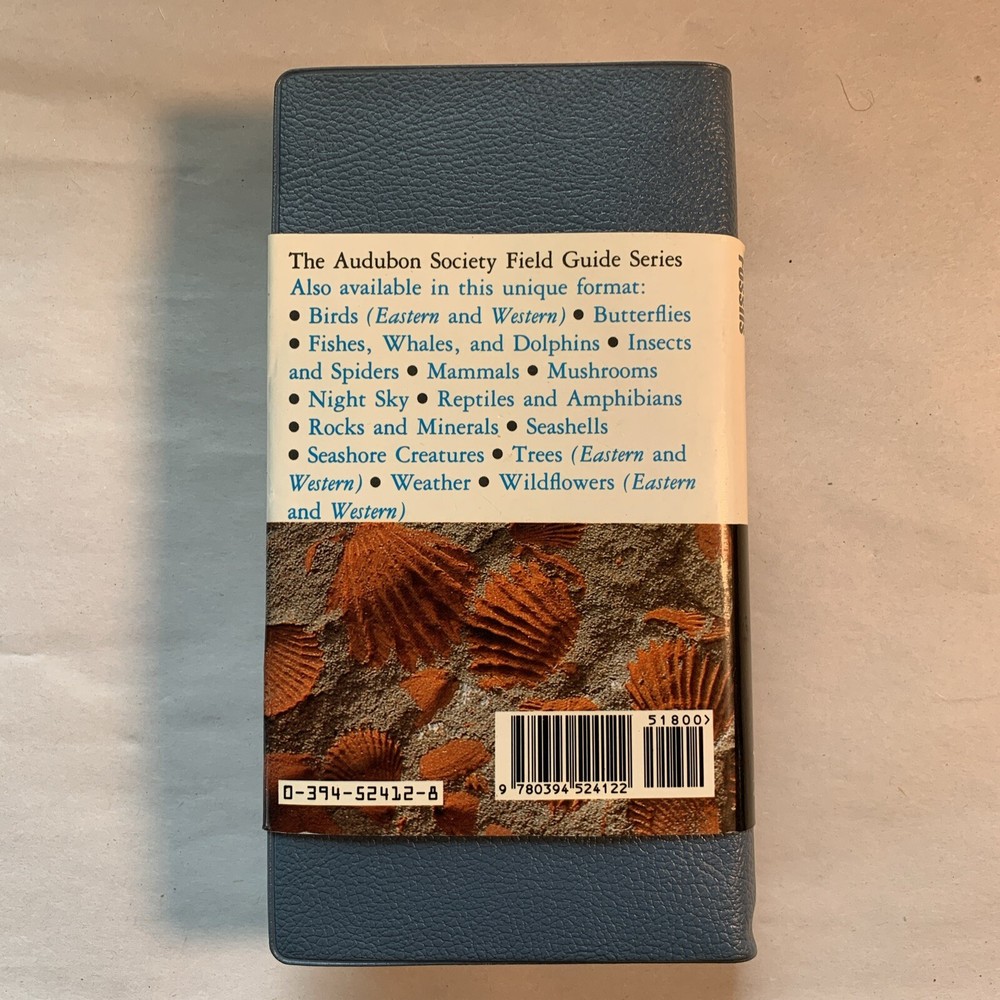 The Audubon Society Field Guide Series
Also available in this unique format:
• Birds (Eastern and Western) • Butterflies
• Fishes, Whales, and Dolphins • Insects
and Spiders • Mammals • Mushrooms
• Night Sky • Reptiles and Amphibians
• Rocks and Minerals • Seashells
• Seashore Creatures • Trees (Eastern and
Western) • Weather • Wildflowers (Eastern
and Western)
Fossils
51800>
9 780394 524122
0-394-52412-8